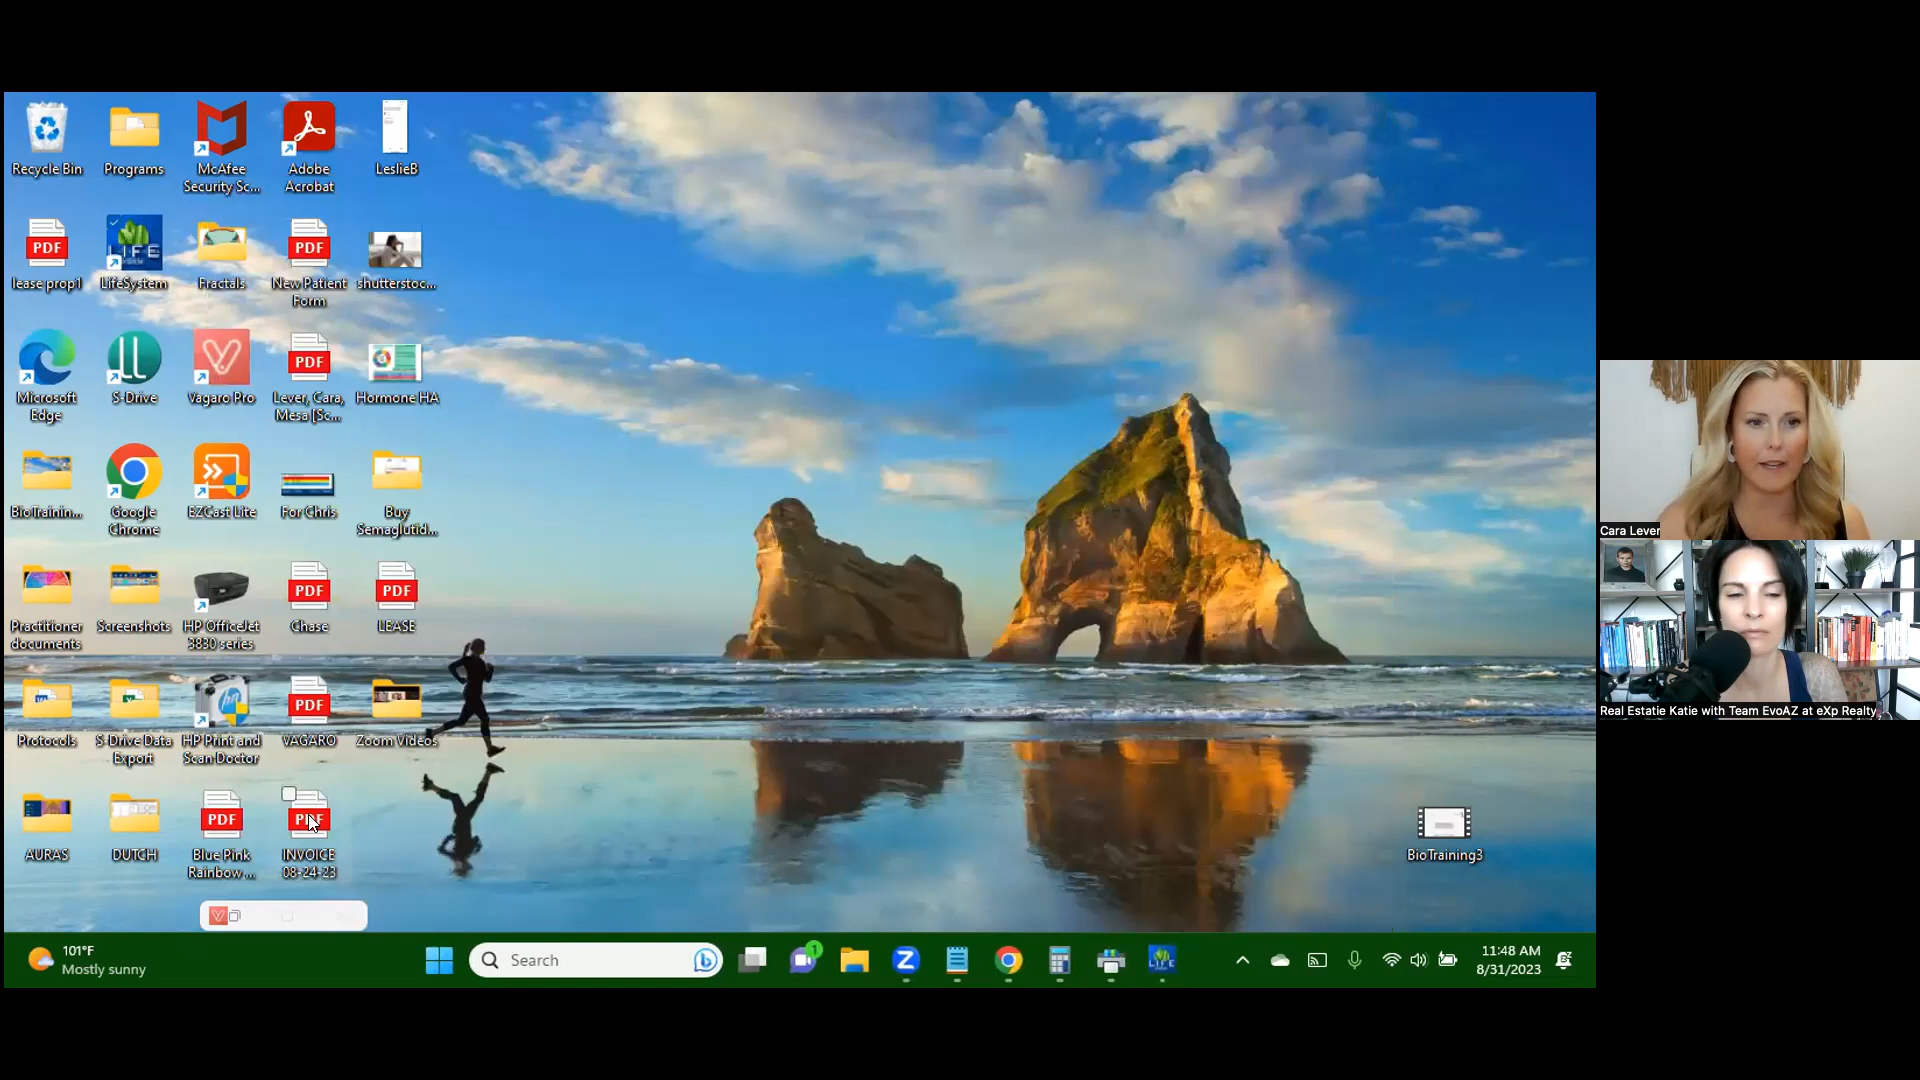 Recycle Bin
Programs
McAfee
Security Sc...
Adobe
Acrobat
LeslieB
PDF
lease prop1
LIFE
LifeSystem
Fractals
PDF
New Patient
Form
shutterstoc...
Microsoft
Edge
S-Drive
Vagaro Pro
PDF
Lever, Cara,
Mesa [Sc...
Hormone HA
BioTrainin...
Google
Chrome
EZCast Lite
For Chris
Buy
Semaglutid...
Practitioner
documents
Screenshots
HP OfficeJet
3830 series
PDF
Chase
PDF
LEASE
Protocols
S-Drive Data
Export
HP Print and
Scan Doctor
PDF
VAGARO
Zoom Videos
AURAS
DUTCH
PDF
Blue Pink
Rainbow ...
PDF
INVOICE
08-24-23
BioTraining3
101°F
Mostly sunny
Search
1
LIFE
11:48 AM
8/31/2023
Cara Lever
Real Estatie Katie with Team EvoAZ at eXp Realty